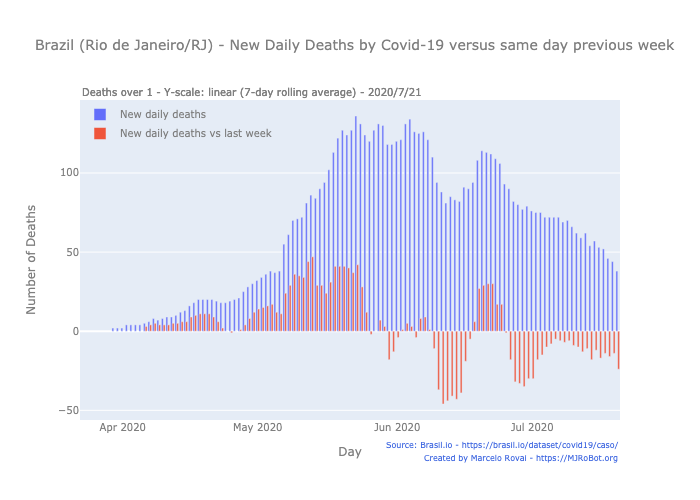 Brazil (Rio de Janeiro/RJ) - New Daily Deaths by Covid-19 versus same day previous week
Deaths over 1 - Y-scale: linear (7-day rolling average) - 2020/7/21
New daily deaths
New daily deaths vs last week
Number of Deaths
100
50
0
−50
Apr 2020
May 2020
Jun 2020
Jul 2020
Day
Source: Brasil.io - https://brasil.io/dataset/covid19/caso/
Created by Marcelo Rovai - https://MJRoBot.org